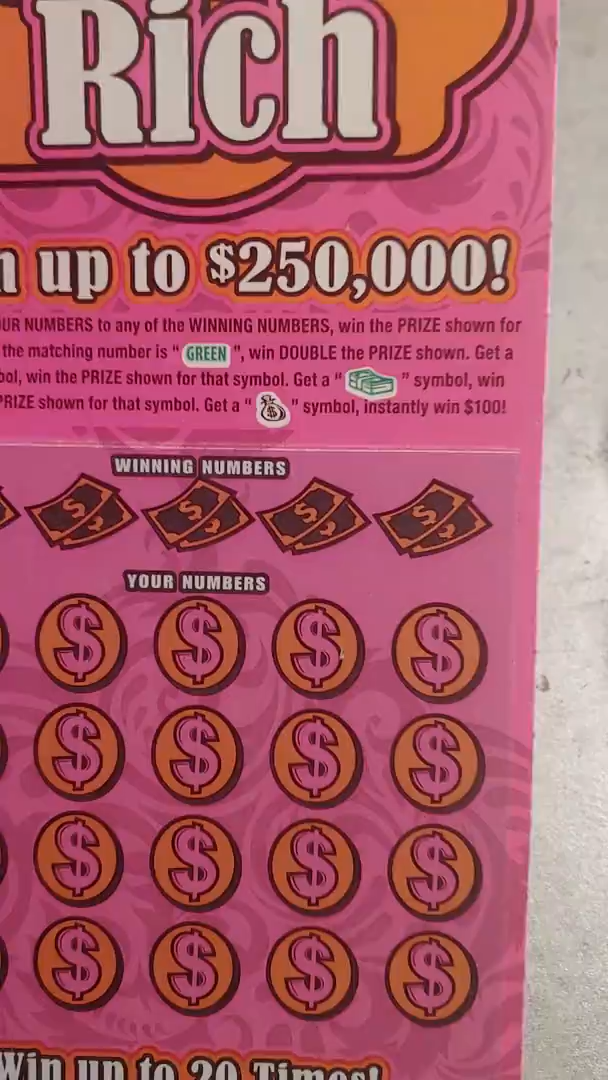 Rich
up to $250,000!
NUMBERS to any of the WINNING NUMBERS, win the PRIZE shown for
the matching number is " GREEN ", win DOUBLE the PRIZE shown. Get a
win the PRIZE shown for that symbol. Get a " " symbol, win
PRIZE shown for that symbol. Get a " $ " symbol, instantly win $100!
WINNING NUMBERS
$ $ $ $ $ $ $ $
YOUR NUMBERS
$ $ $ $
$ $ $ $
$ $ $ $
$ $ $ $
Win up to 20 Times!